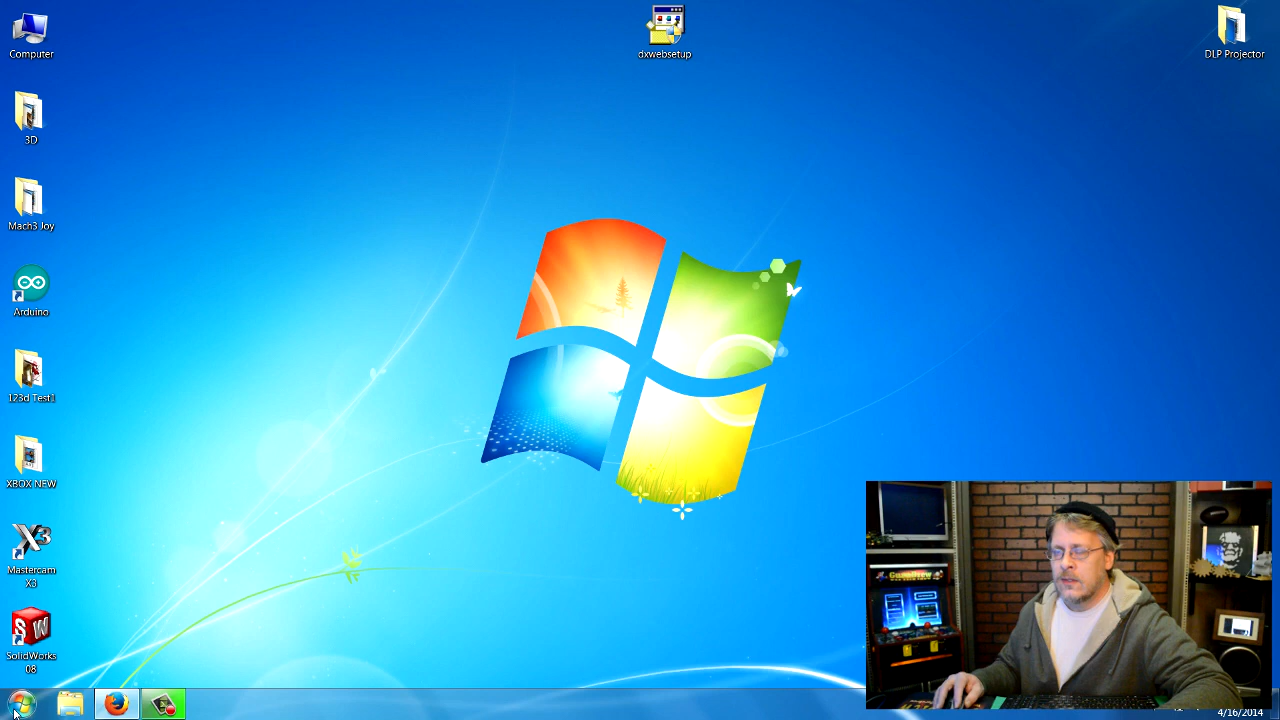 Computer
dxwebsetup
DLP Projector
3D
Mach3 Joy
Arduino
123d Test1
XBOX NEW
Mastercam
X3
SolidWorks
08
4/16/2014